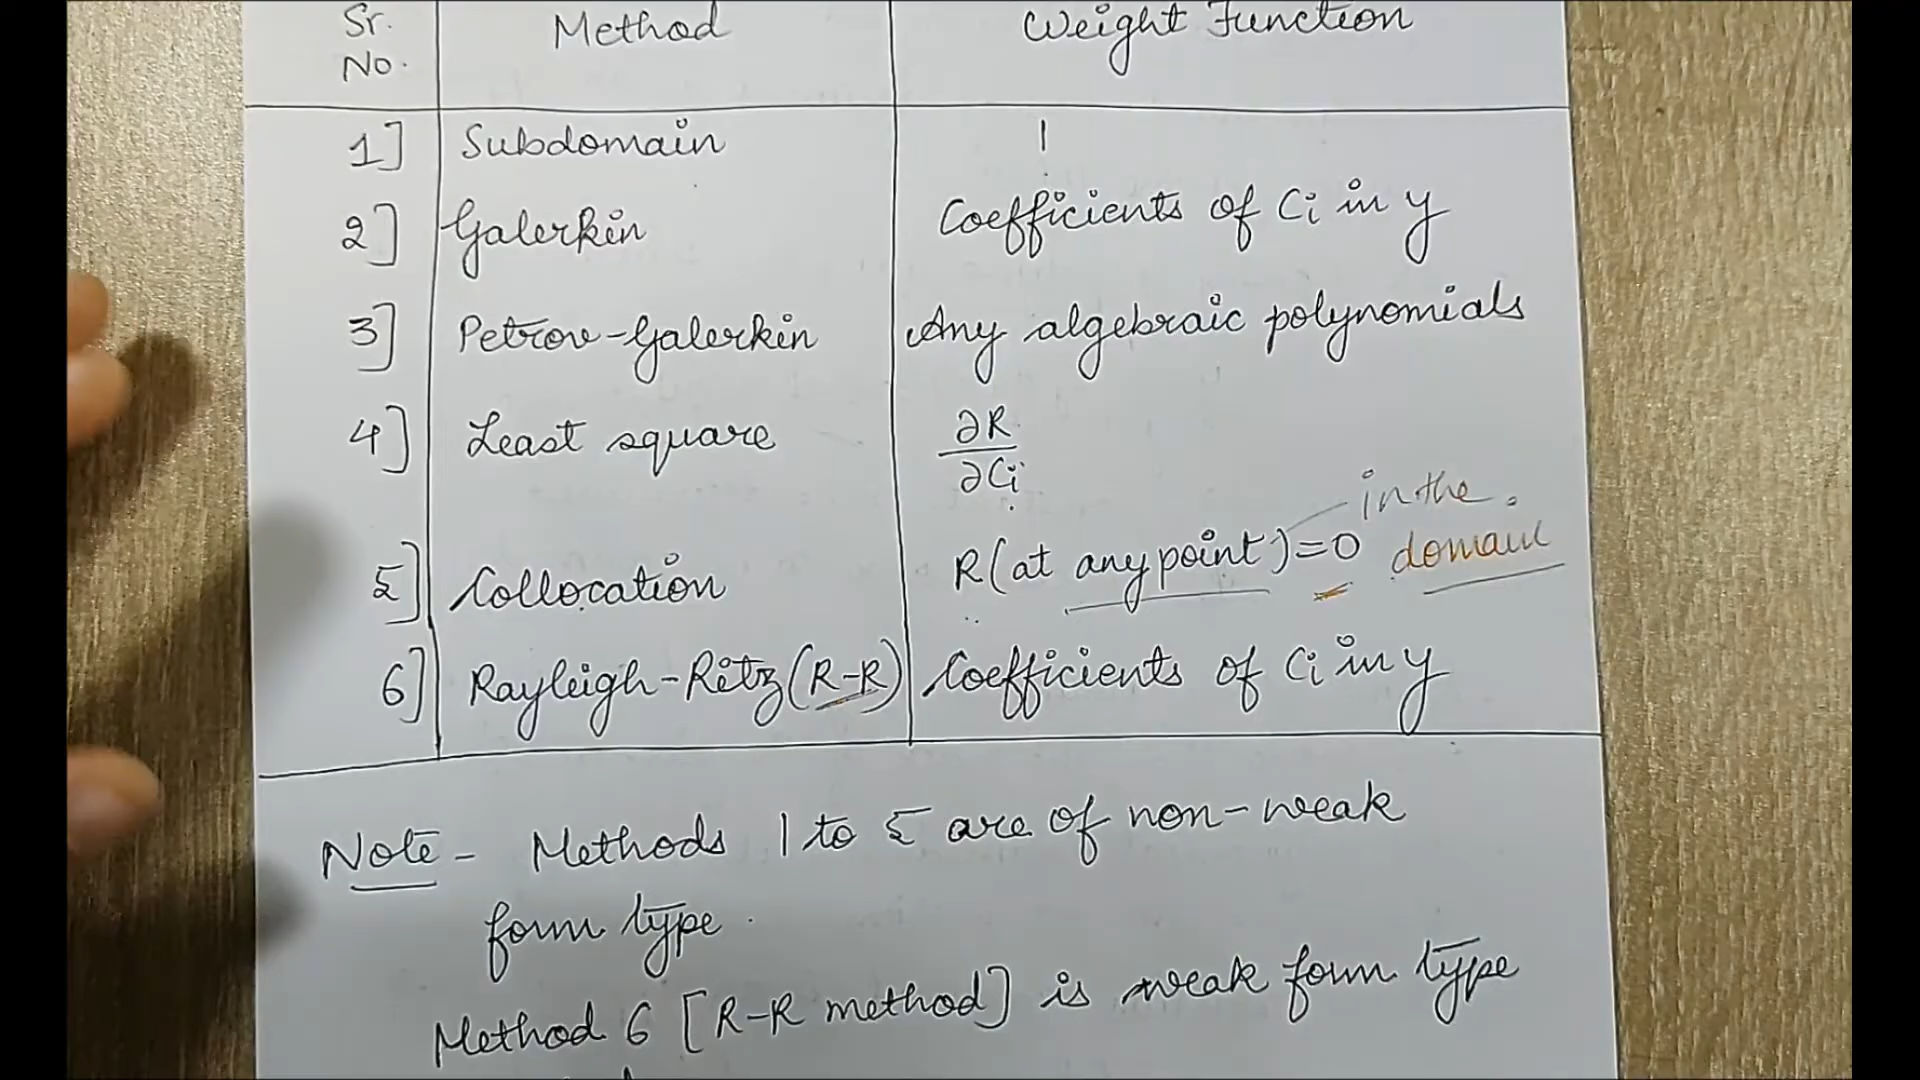 Sr. No. Method Weight Function
1] Subdomain 1
2] Galerkin Coefficients of Ci in y
3] Petrov-Galerkin Any algebraic polynomials
4] Least square ∂R/∂Ci
5] Collocation R(at any point)=0 in the domain
6] Rayleigh-Ritz(R-R) Coefficients of Ci in y
Note - Methods 1 to 5 are of non-weak
form type.
Method 6 [R-R method] is weak form type